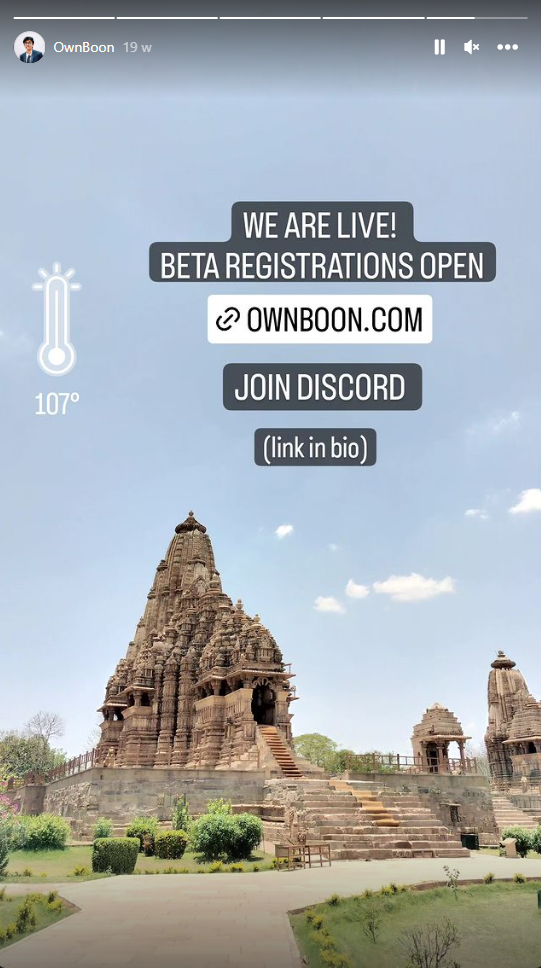 OwnBoon 19 w
WE ARE LIVE!
BETA REGISTRATIONS OPEN
OWNBOON.COM
107°
JOIN DISCORD
(link in bio)